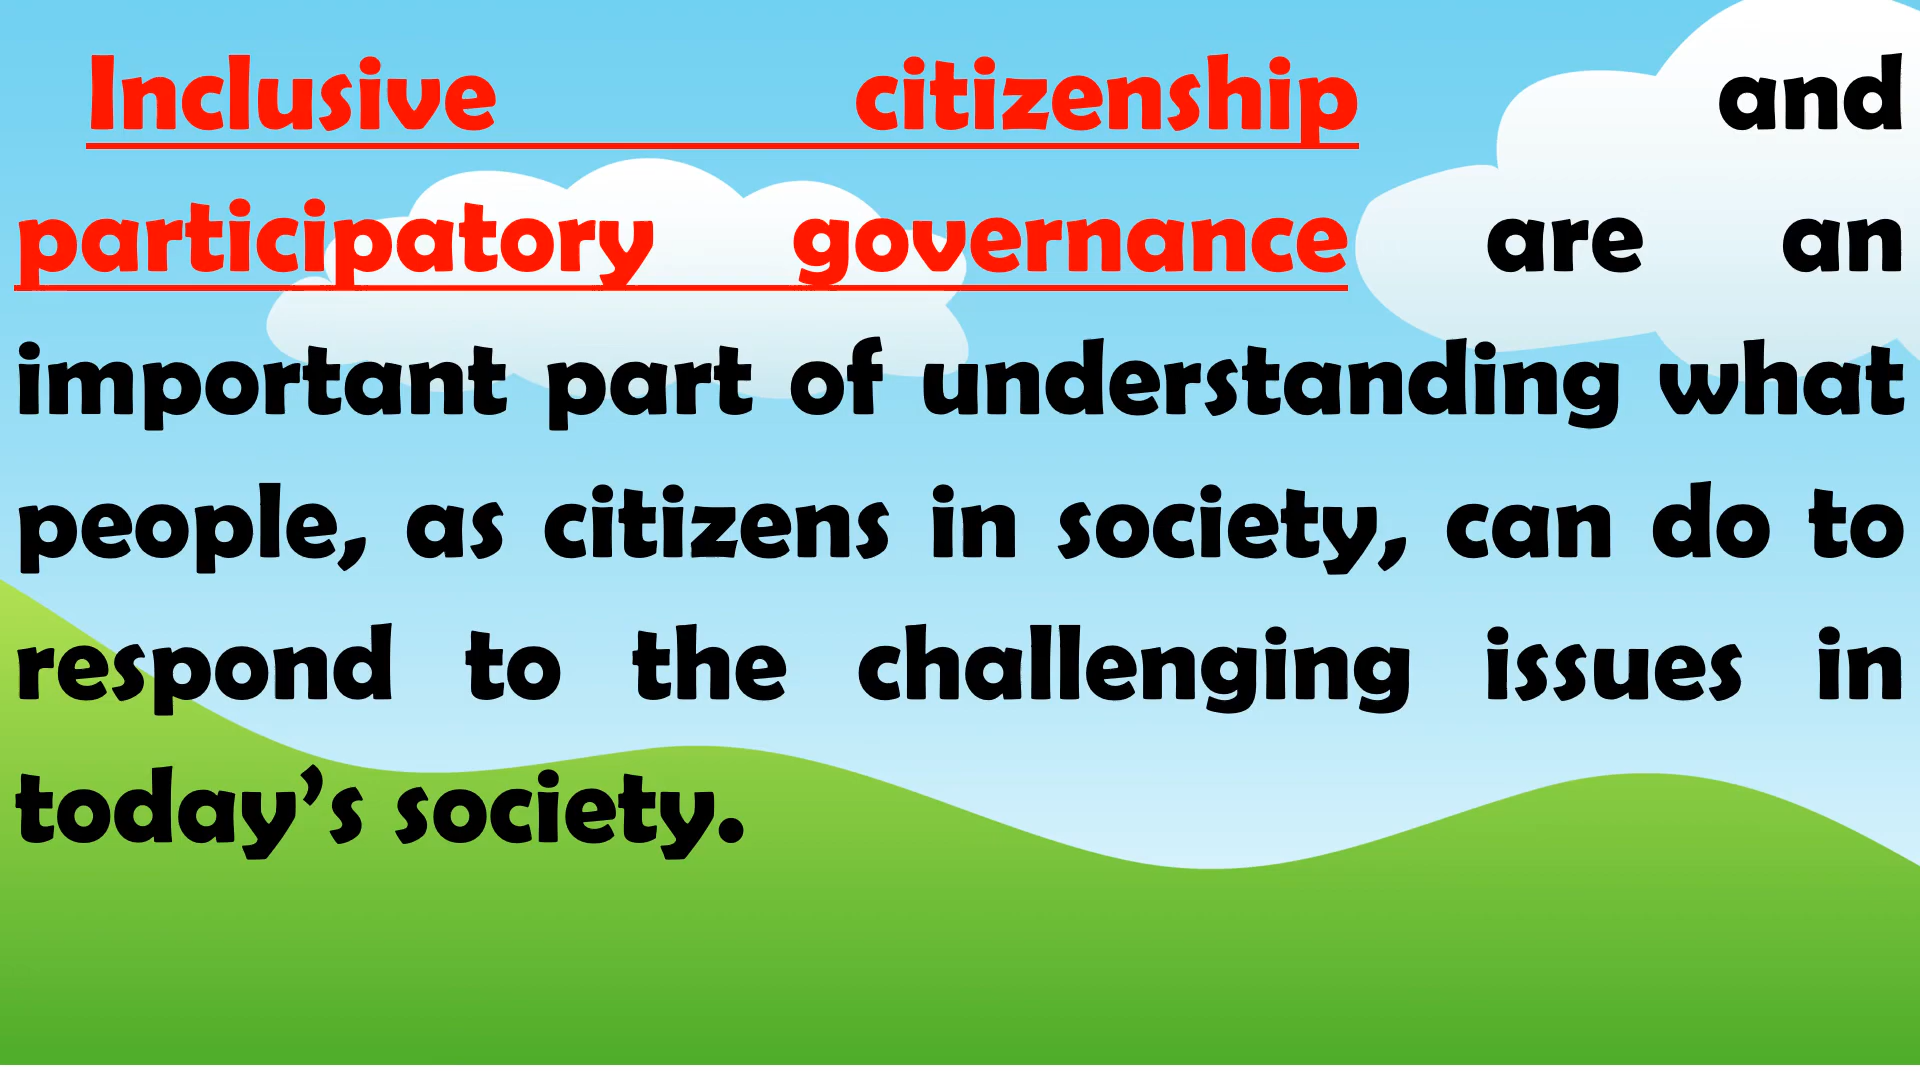 Inclusive citizenship and
participatory governance are an
important part of understanding what
people, as citizens in society, can do to
respond to the challenging issues in
today’s society.